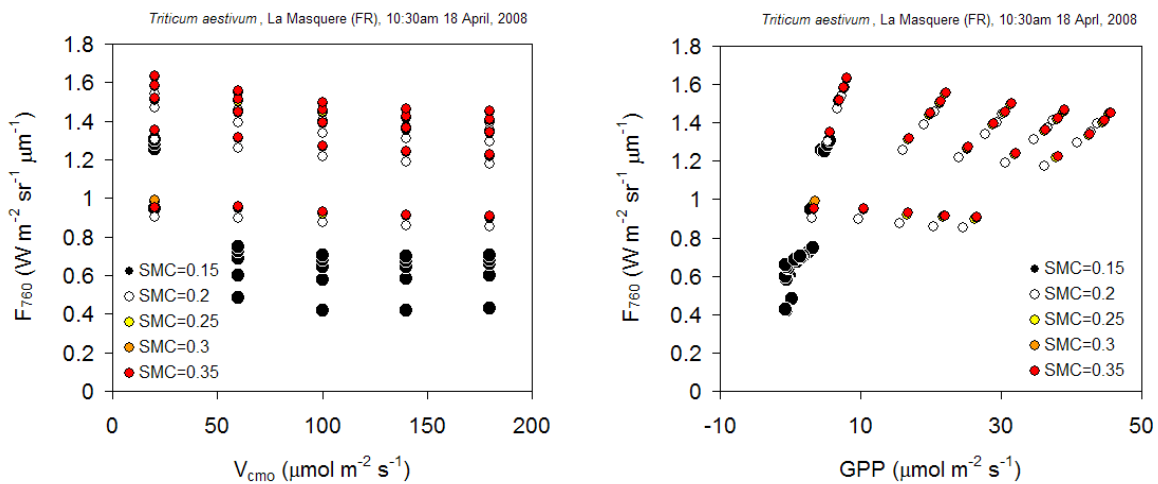 Triticum aestivum, La Masquere (FR), 10:30am 18 April, 2008
F760 (W m-2 sr-1 μm-1)
1.8
1.6
1.4
1.2
1
0.8
0.6
0.4
0.2
0
SMC=0.15
SMC=0.2
SMC=0.25
SMC=0.3
SMC=0.35
0 50 100 150 200
Vcmo (μmol m-2 s-1)
Triticum aestivum, La Masquere (FR), 10:30am 18 April, 2008
F760 (W m-2 sr-1 μm-1)
1.8
1.6
1.4
1.2
1
0.8
0.6
0.4
0.2
0
SMC=0.15
SMC=0.2
SMC=0.25
SMC=0.3
SMC=0.35
-10 10 30 50
GPP (μmol m-2 s-1)